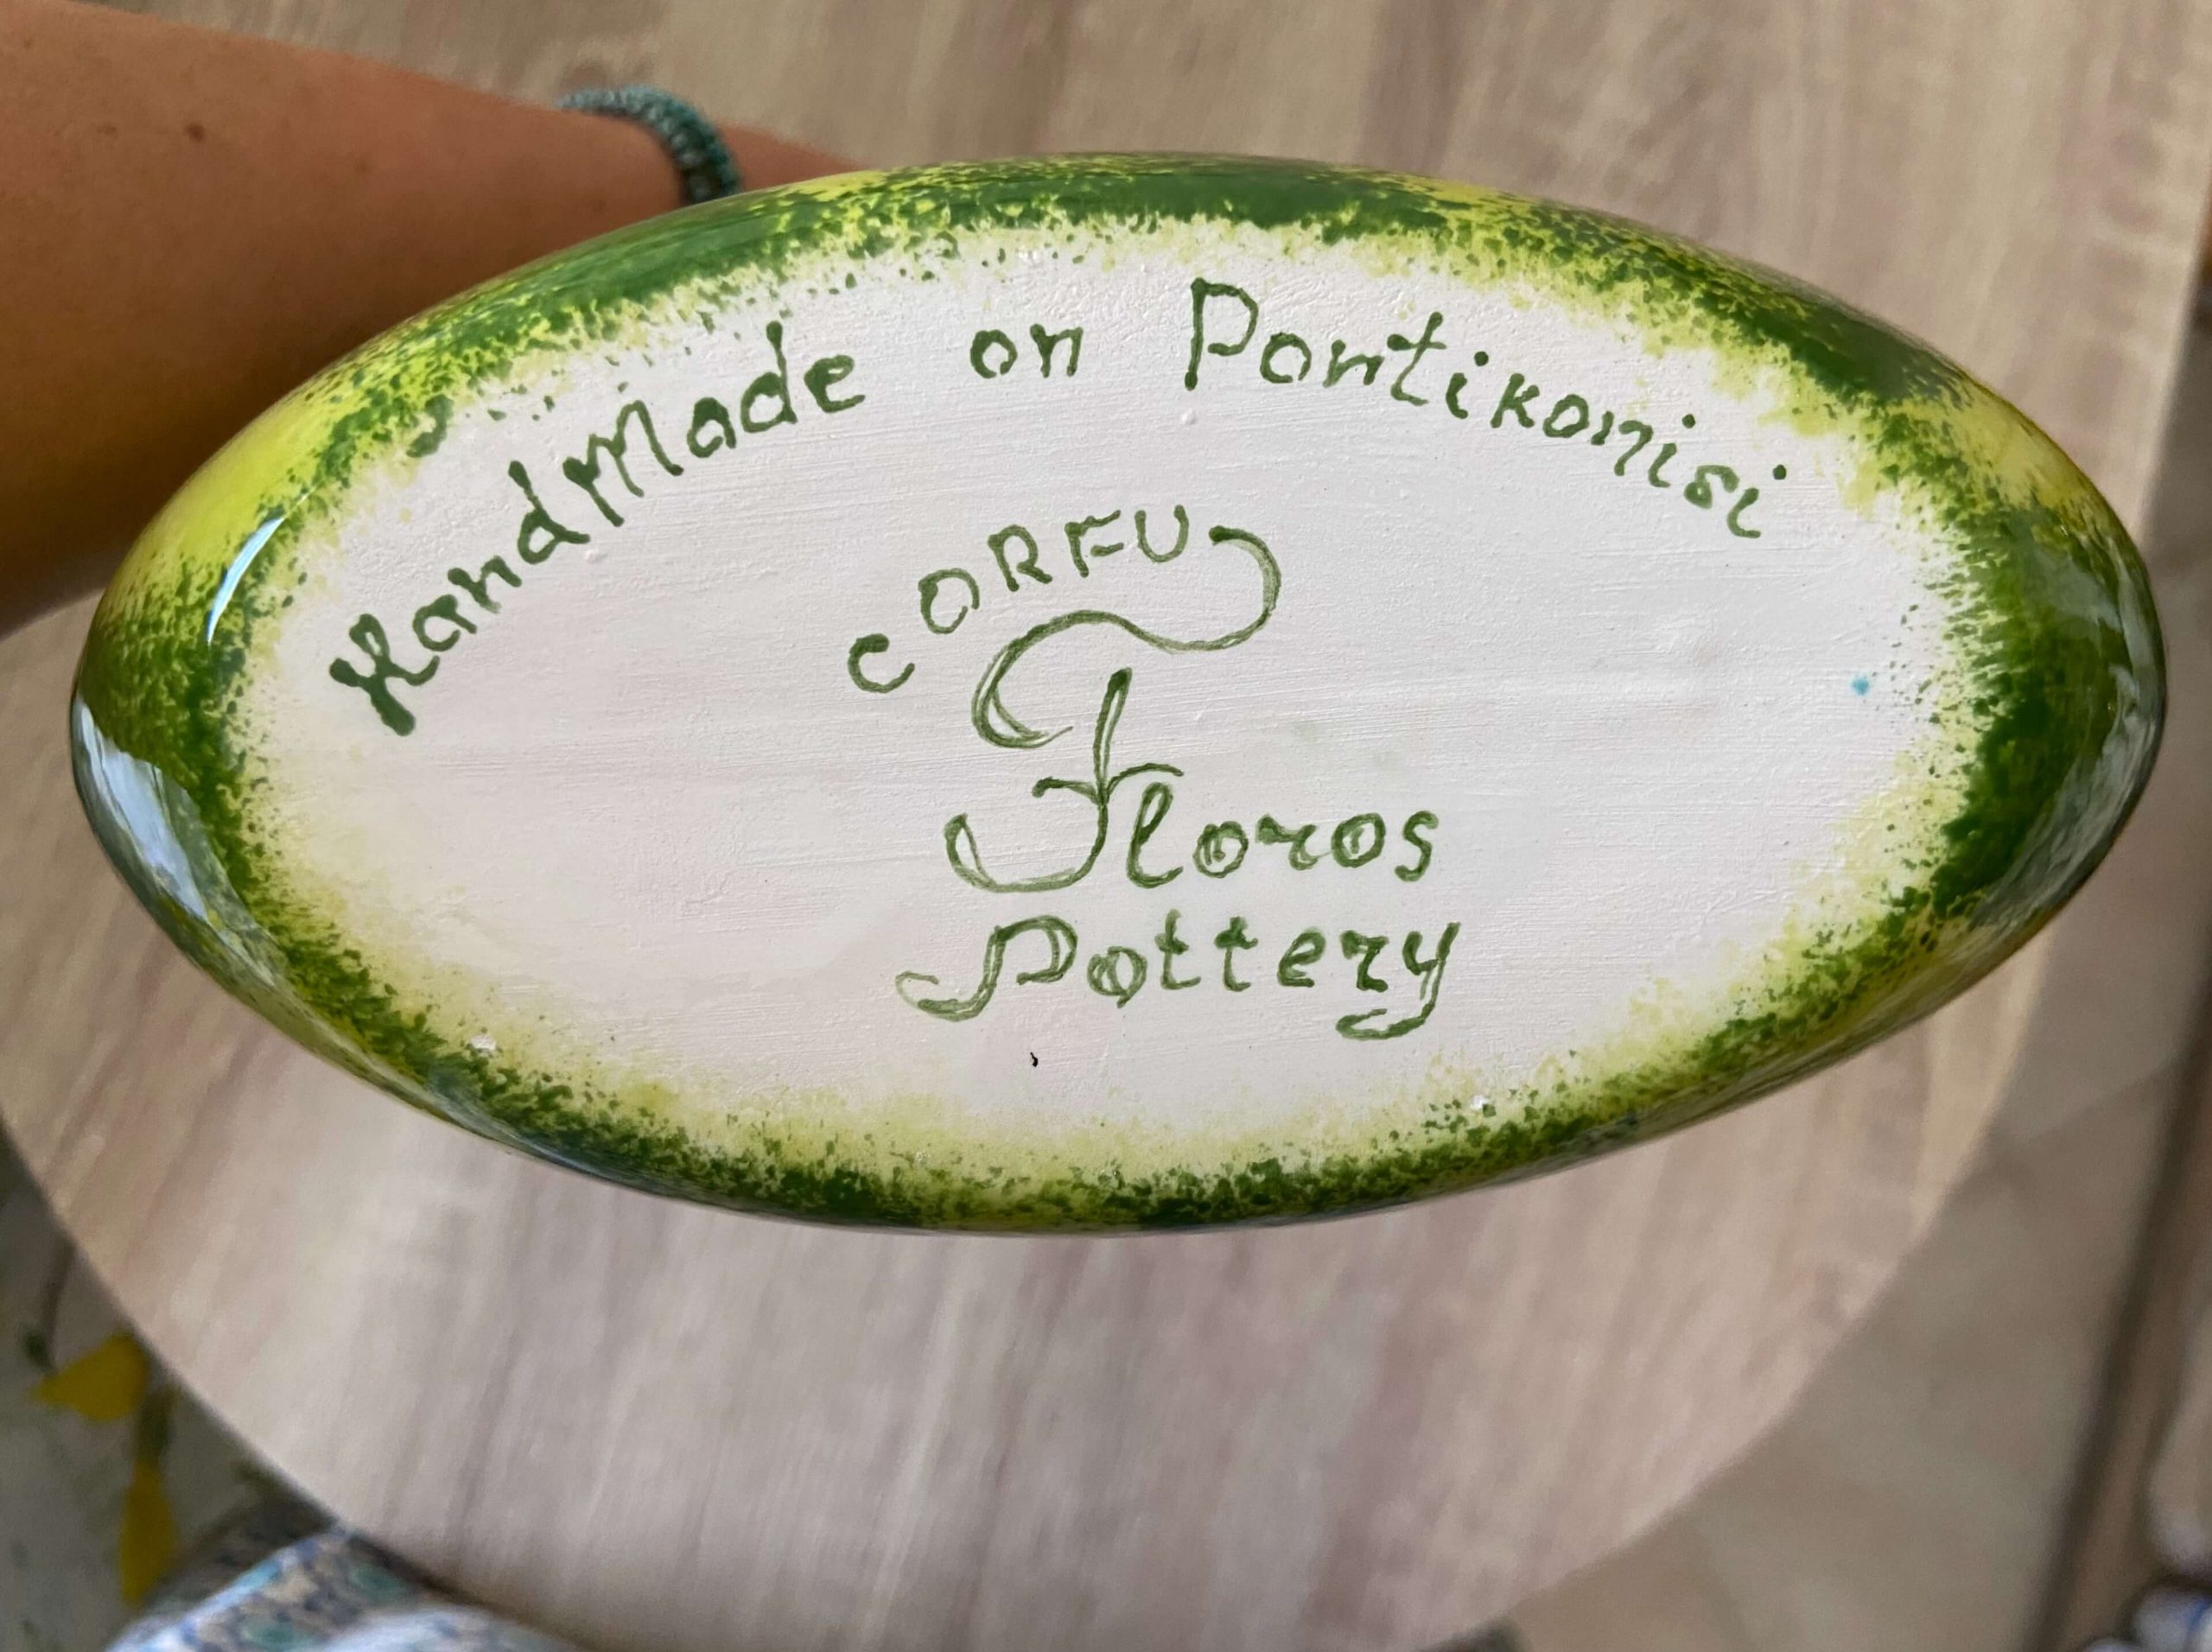 HandMade on Pontikonisi
CORFU
Floros
Pottery